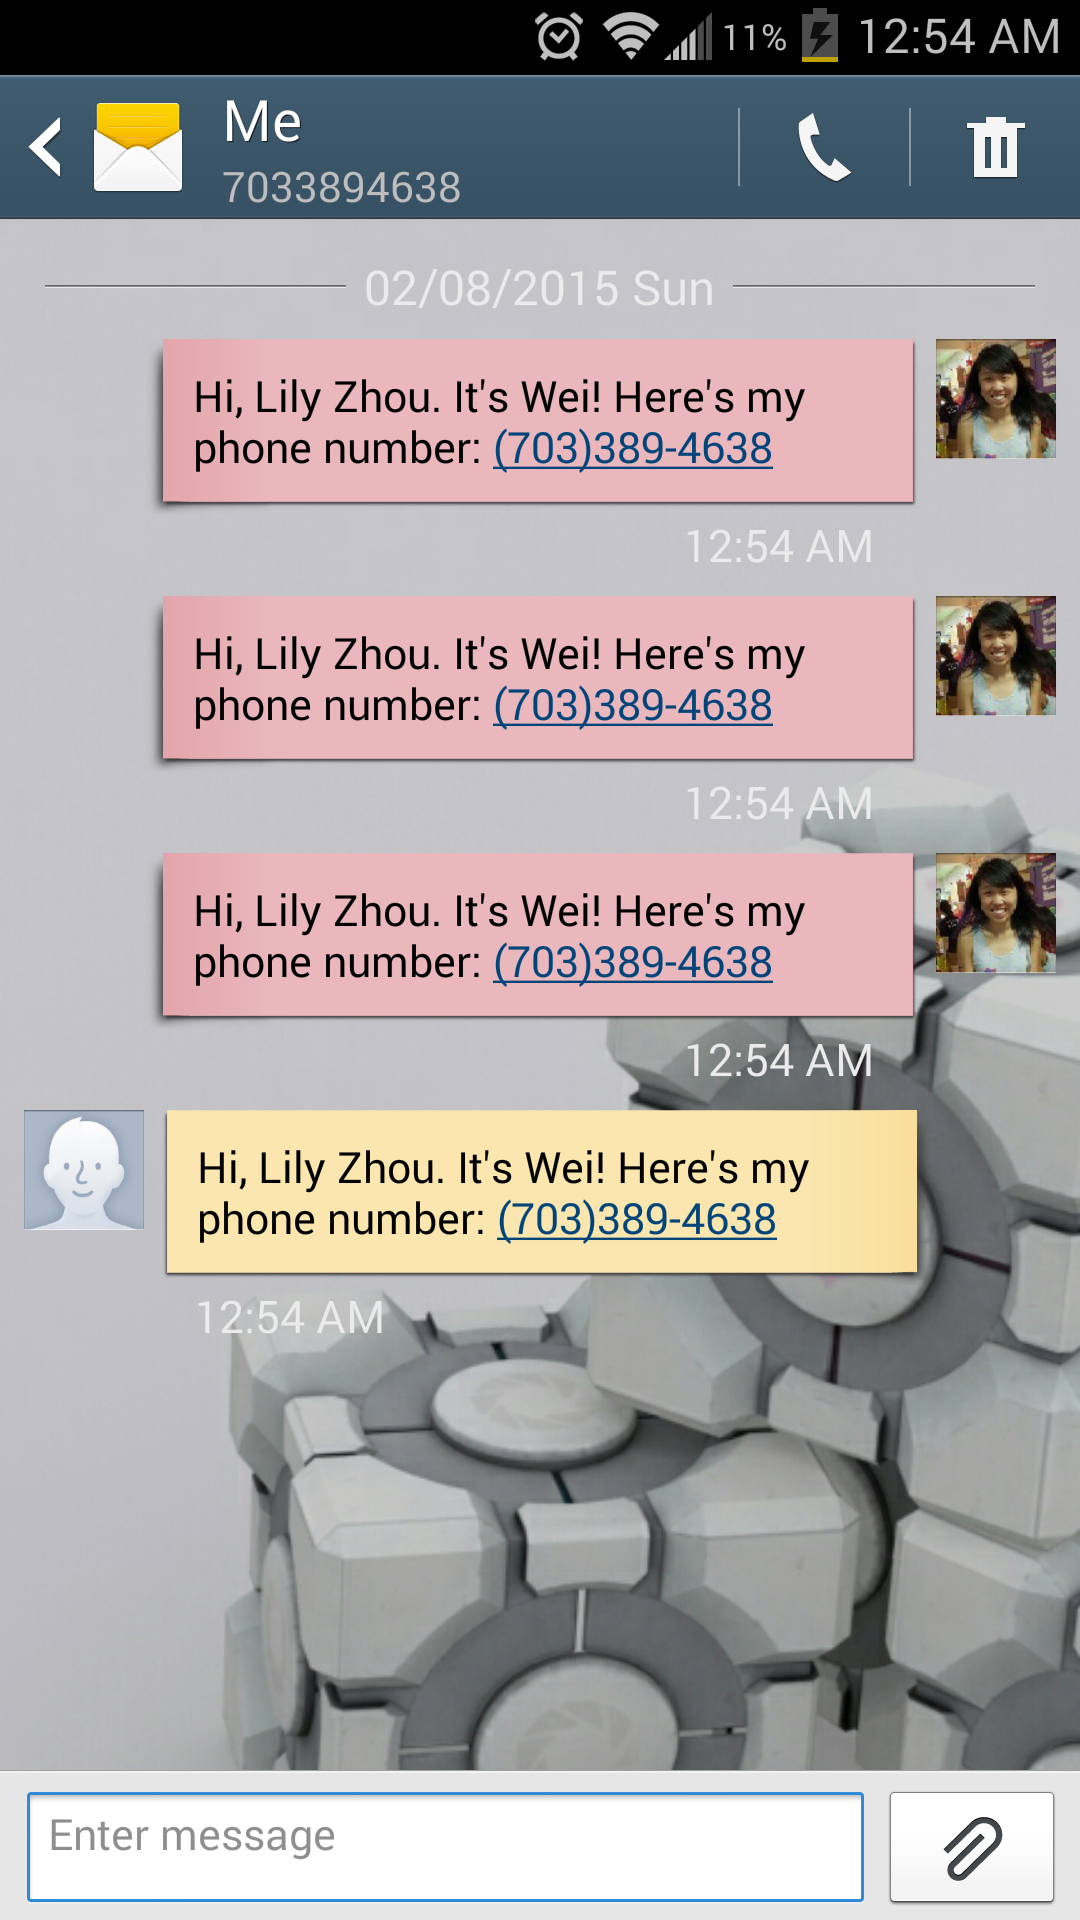 11% 12:54 AM
Me
7033894638
02/08/2015 Sun
Hi, Lily Zhou. It's Wei! Here's my
phone number: (703)389-4638
12:54 AM
Hi, Lily Zhou. It's Wei! Here's my
phone number: (703)389-4638
12:54 AM
Hi, Lily Zhou. It's Wei! Here's my
phone number: (703)389-4638
12:54 AM
Hi, Lily Zhou. It's Wei! Here's my
phone number: (703)389-4638
12:54 AM
Enter message